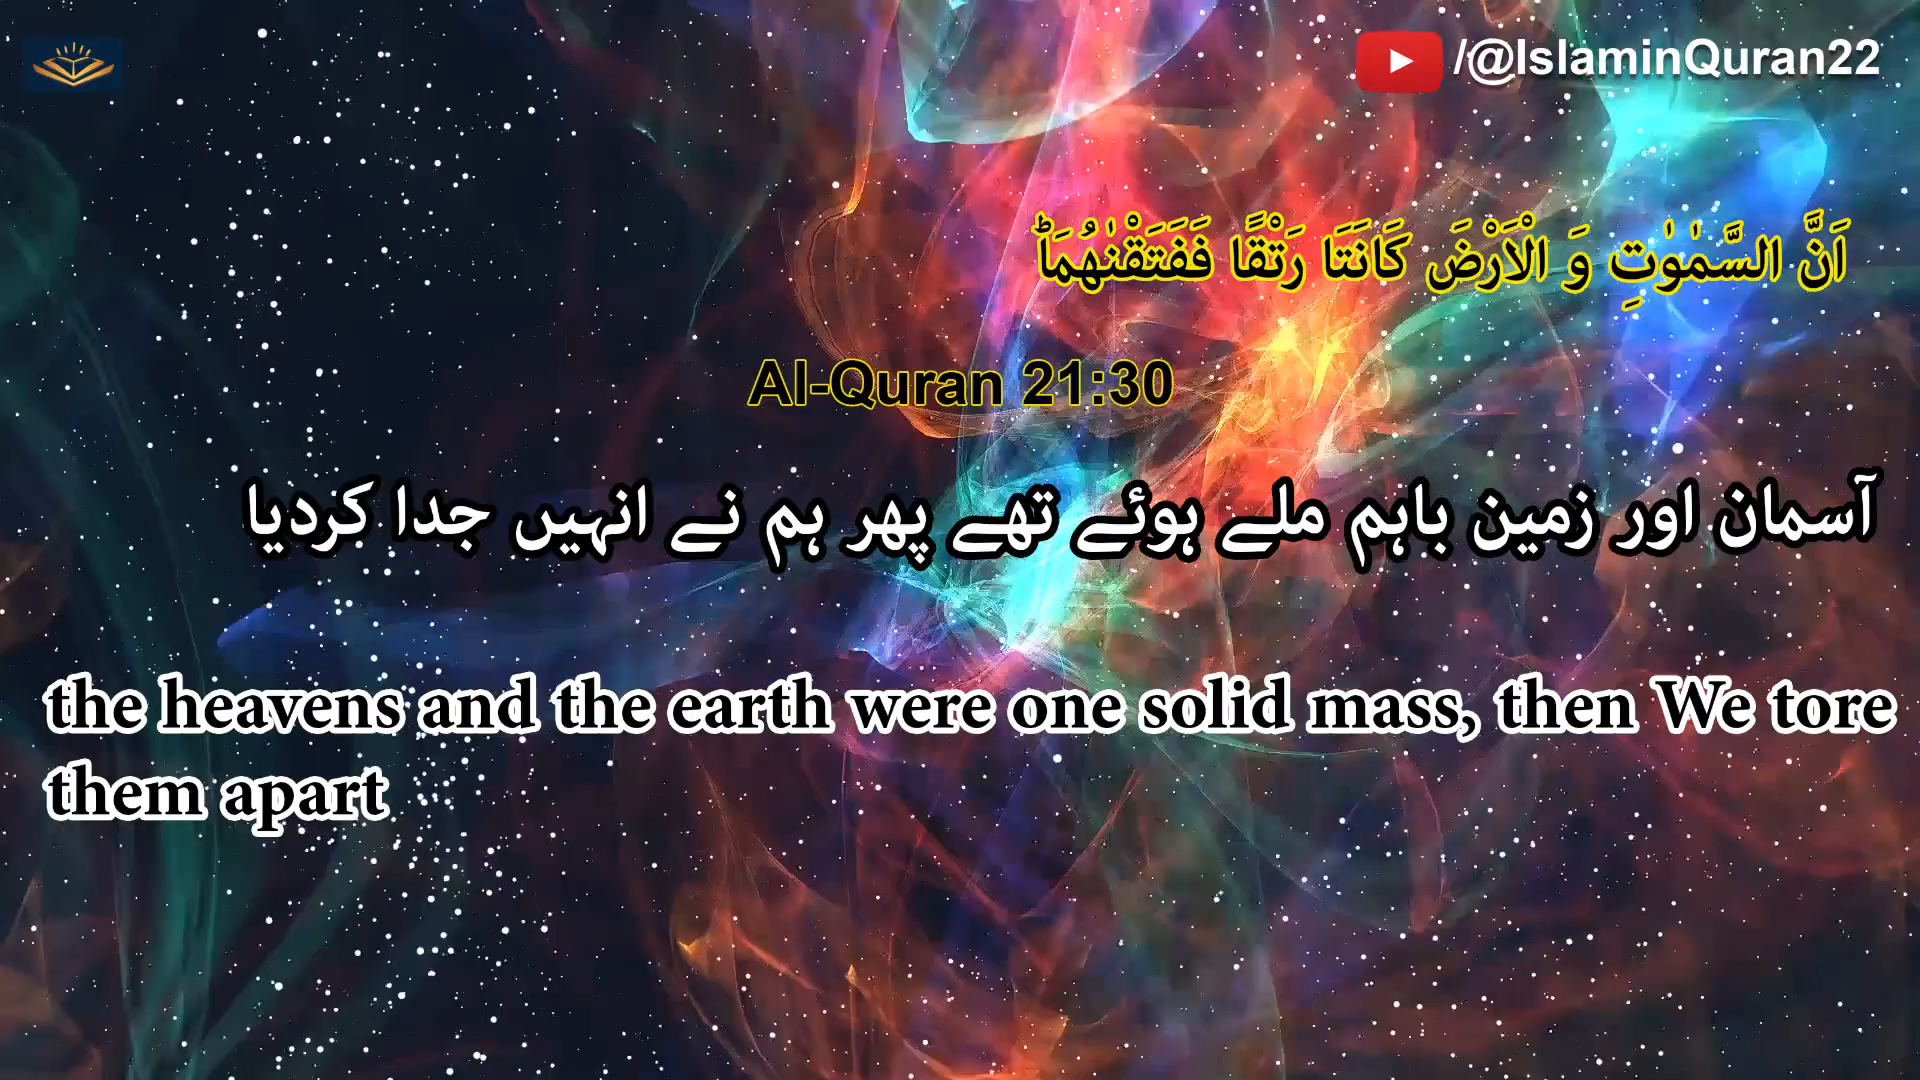 /@IslaminQuran22
اَنَّ السَّمٰوٰتِ وَ الْاَرْضَ كَانَتَا رَتْقًا فَفَتَقْنٰهُمَاؕ
Al-Quran 21:30
آسمان اور زمین باہم ملے ہوئے تھے پھر ہم نے انہیں جدا کردیا
the heavens and the earth were one solid mass, then We tore
them apart